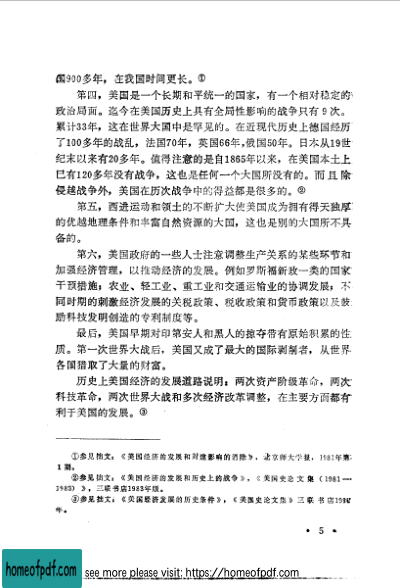 国900多年，在我国时间更长。①
第四，美国是一个长期和平统一的国家，有一个相对稳定的
政治局面。迄今在美国历史上具有全局性影响的战争只有9次。
累计33年，这在世界大国中是罕见的。在近现代历史上德国经历
了100多年的战乱，法国70年，英国66年，俄国50年。日本从19世
纪末以来有20多年。值得注意的是自1865年以来，在美国本土上
已有120多年没有战争，这也是任何一个大国所没有的。而且除
侵越战争外，美国在历次战争中的得益都是很多的。②
第五，西进运动和领土的不断扩大使美国成为拥有得天独厚
的优越地理条件和丰富自然资源的大国，这也是别的大国所不具
备的。
第六，美国政府的一些人士注意调整生产关系的某些环节和
加强经济管理，以推动经济的发展。例如罗斯福新政一类的国家
干预措施；农业、轻工业、重工业和交通运输业的协调发展；不
同时期的刺激经济发展的关税政策、税收政策和货币政策以及鼓
励科技发明创造的专利制度等。
最后，美国早期对印第安人和黑人的掠夺带有原始积累的性
质。第一次世界大战后，美国又成了最大的国际剥削者，从世界
各国猎取了大量的财富。
历史上美国经济的发展道路说明：两次资产阶级革命，两次
科技革命，两次世界大战和多次经济改革调整，在主要方面都有
利于美国的发展。③
①参见拙文：《美国经济的发展和封建影响的消除》，北京师大学报，1981年第
1期。
②参见拙文：《美国经济的发展和历史上的战争》，《美国史论文集（1981—
1983）》，三联书店1983年版。
③参见拙文：《美国经济发展的历史条件》，《美国史论文集》三联书店
年。
• 5 •
homeofpdf.com
see more please visit: https://homeofpdf.com